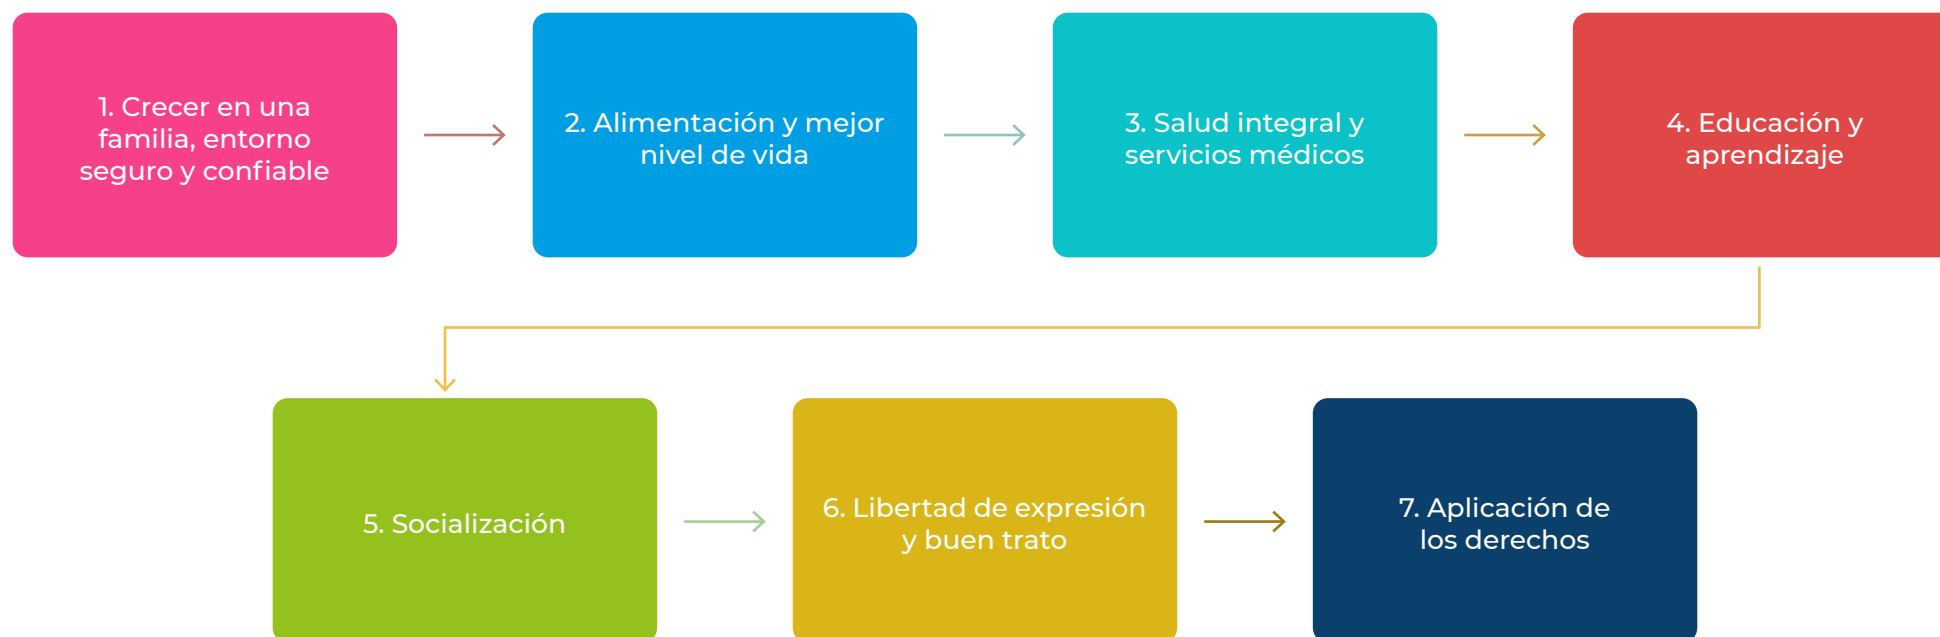 1. Crecer en una
familia, entorno
seguro y confiable
2. Alimentación y mejor
nivel de vida
3. Salud integral y
servicios médicos
4. Educación y
aprendizaje
5. Socialización
6. Libertad de expresión
y buen trato
7. Aplicación de
los derechos